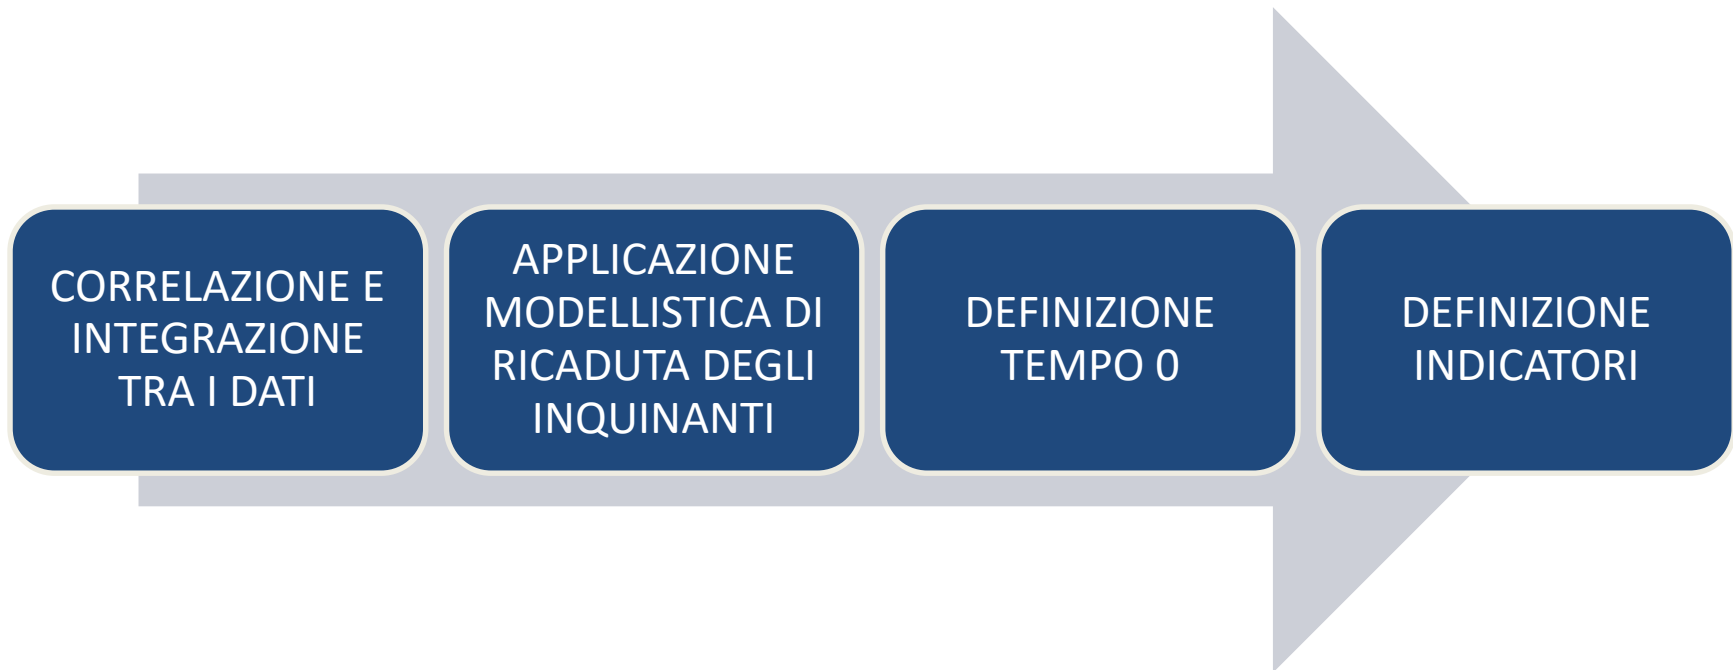 CORRELAZIONE E
INTEGRAZIONE
TRA I DATI
APPLICAZIONE
MODELLISTICA DI
RICADUTA DEGLI
INQUINANTI
DEFINIZIONE
TEMPO 0
DEFINIZIONE
INDICATORI